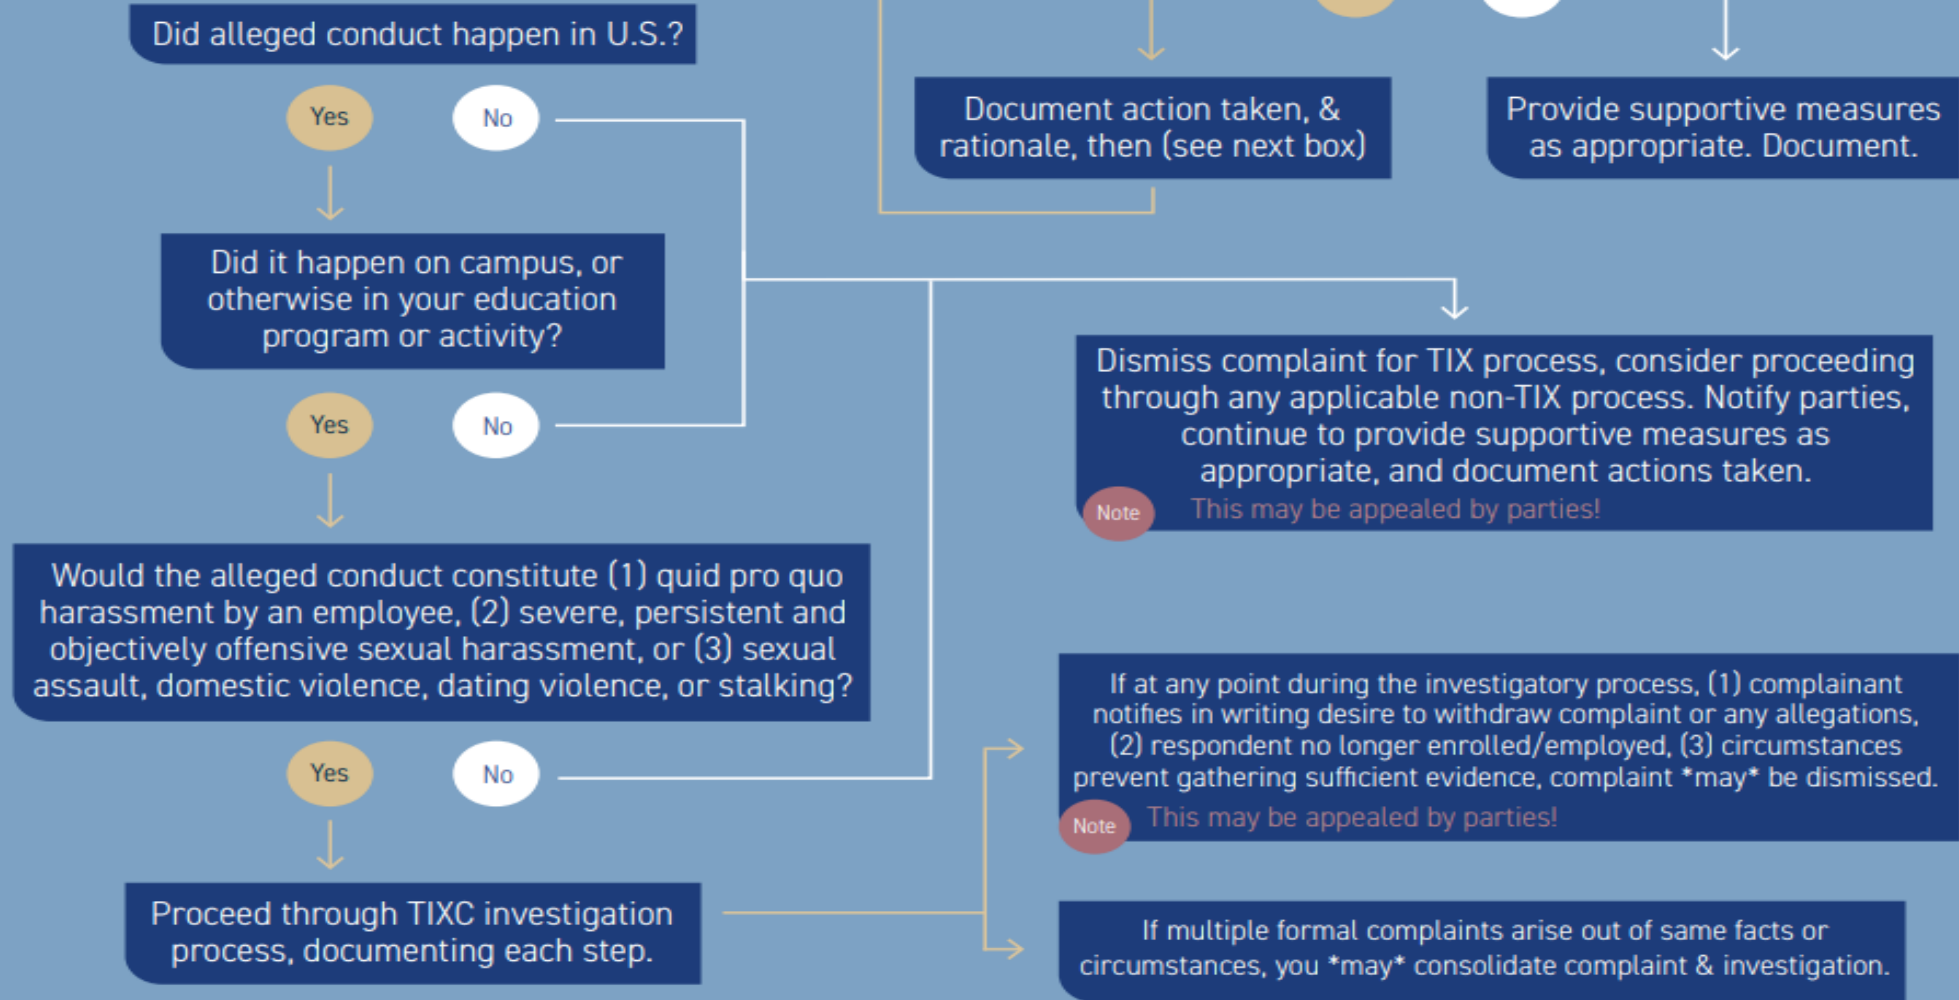 Did alleged conduct happen in U.S.?
Yes
No
Document action taken, &
rationale, then (see next box)
Provide supportive measures
as appropriate. Document.
Did it happen on campus, or
otherwise in your education
program or activity?
Yes
No
Dismiss complaint for TIX process, consider proceeding
through any applicable non-TIX process. Notify parties,
continue to provide supportive measures as
appropriate, and document actions taken.
Note
This may be appealed by parties!
Would the alleged conduct constitute (1) quid pro quo
harassment by an employee, (2) severe, persistent and
objectively offensive sexual harassment, or (3) sexual
assault, domestic violence, dating violence, or stalking?
Yes
No
If at any point during the investigatory process, (1) complainant
notifies in writing desire to withdraw complaint or any allegations,
(2) respondent no longer enrolled/employed, (3) circumstances
prevent gathering sufficient evidence, complaint *may* be dismissed.
Note
This may be appealed by parties!
Proceed through TIXC investigation
process, documenting each step.
If multiple formal complaints arise out of same facts or
circumstances, you *may* consolidate complaint & investigation.